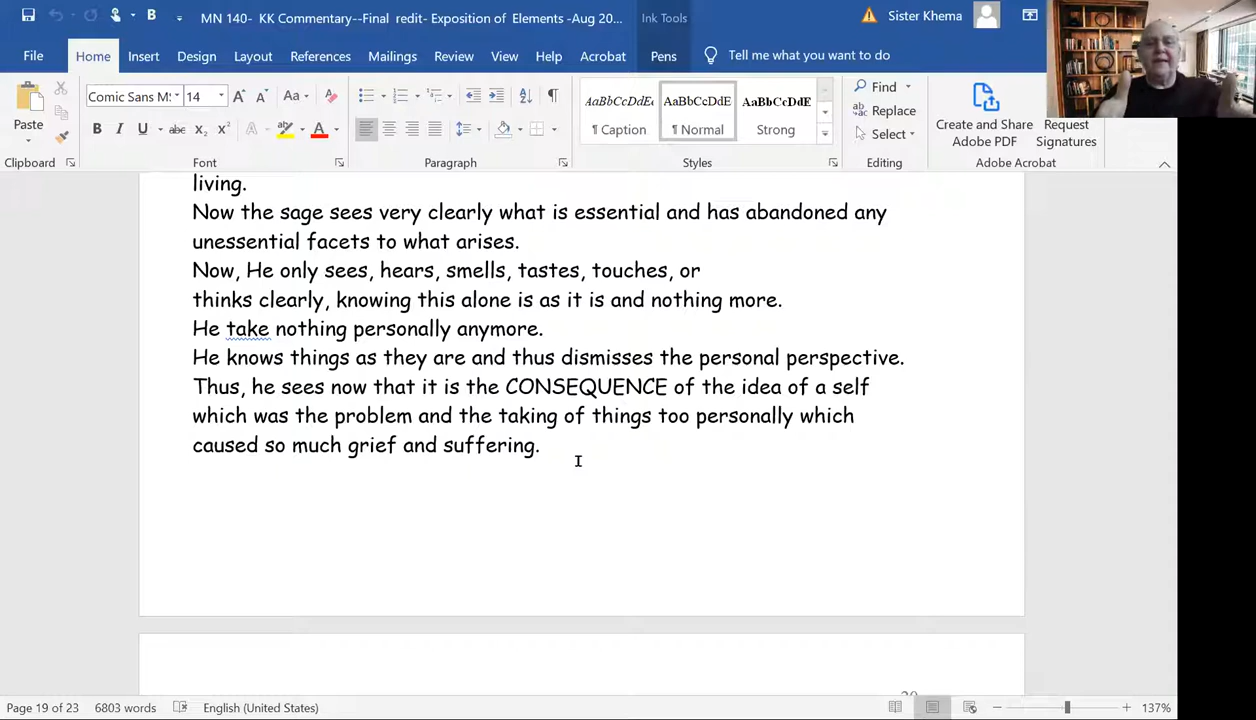 MN 140- KK Commentary--Final redit- Exposition of Elements -Aug 20...
Ink Tools
Sister Khema
File
Home
Insert
Design
Layout
References
Mailings
Review
View
Help
Acrobat
Pens
Tell me what you want to do
Paste
Comic Sans M
14
Aa
B I U abc X₂ X²
A
A
Clipboard
Font
Paragraph
AaBbCcDdEe
¶ Caption
AaBbCcDdE
¶ Normal
AaBbCcDdE
Strong
Styles
Find
Replace
Select
Editing
Create and Share
Adobe PDF
Request
Signatures
Adobe Acrobat
living.
Now the sage sees very clearly what is essential and has abandoned any
unessential facets to what arises.
Now, He only sees, hears, smells, tastes, touches, or
thinks clearly, knowing this alone is as it is and nothing more.
He take nothing personally anymore.
He knows things as they are and thus dismisses the personal perspective.
Thus, he sees now that it is the CONSEQUENCE of the idea of a self
which was the problem and the taking of things too personally which
caused so much grief and suffering.
Page 19 of 23
6803 words
English (United States)
137%